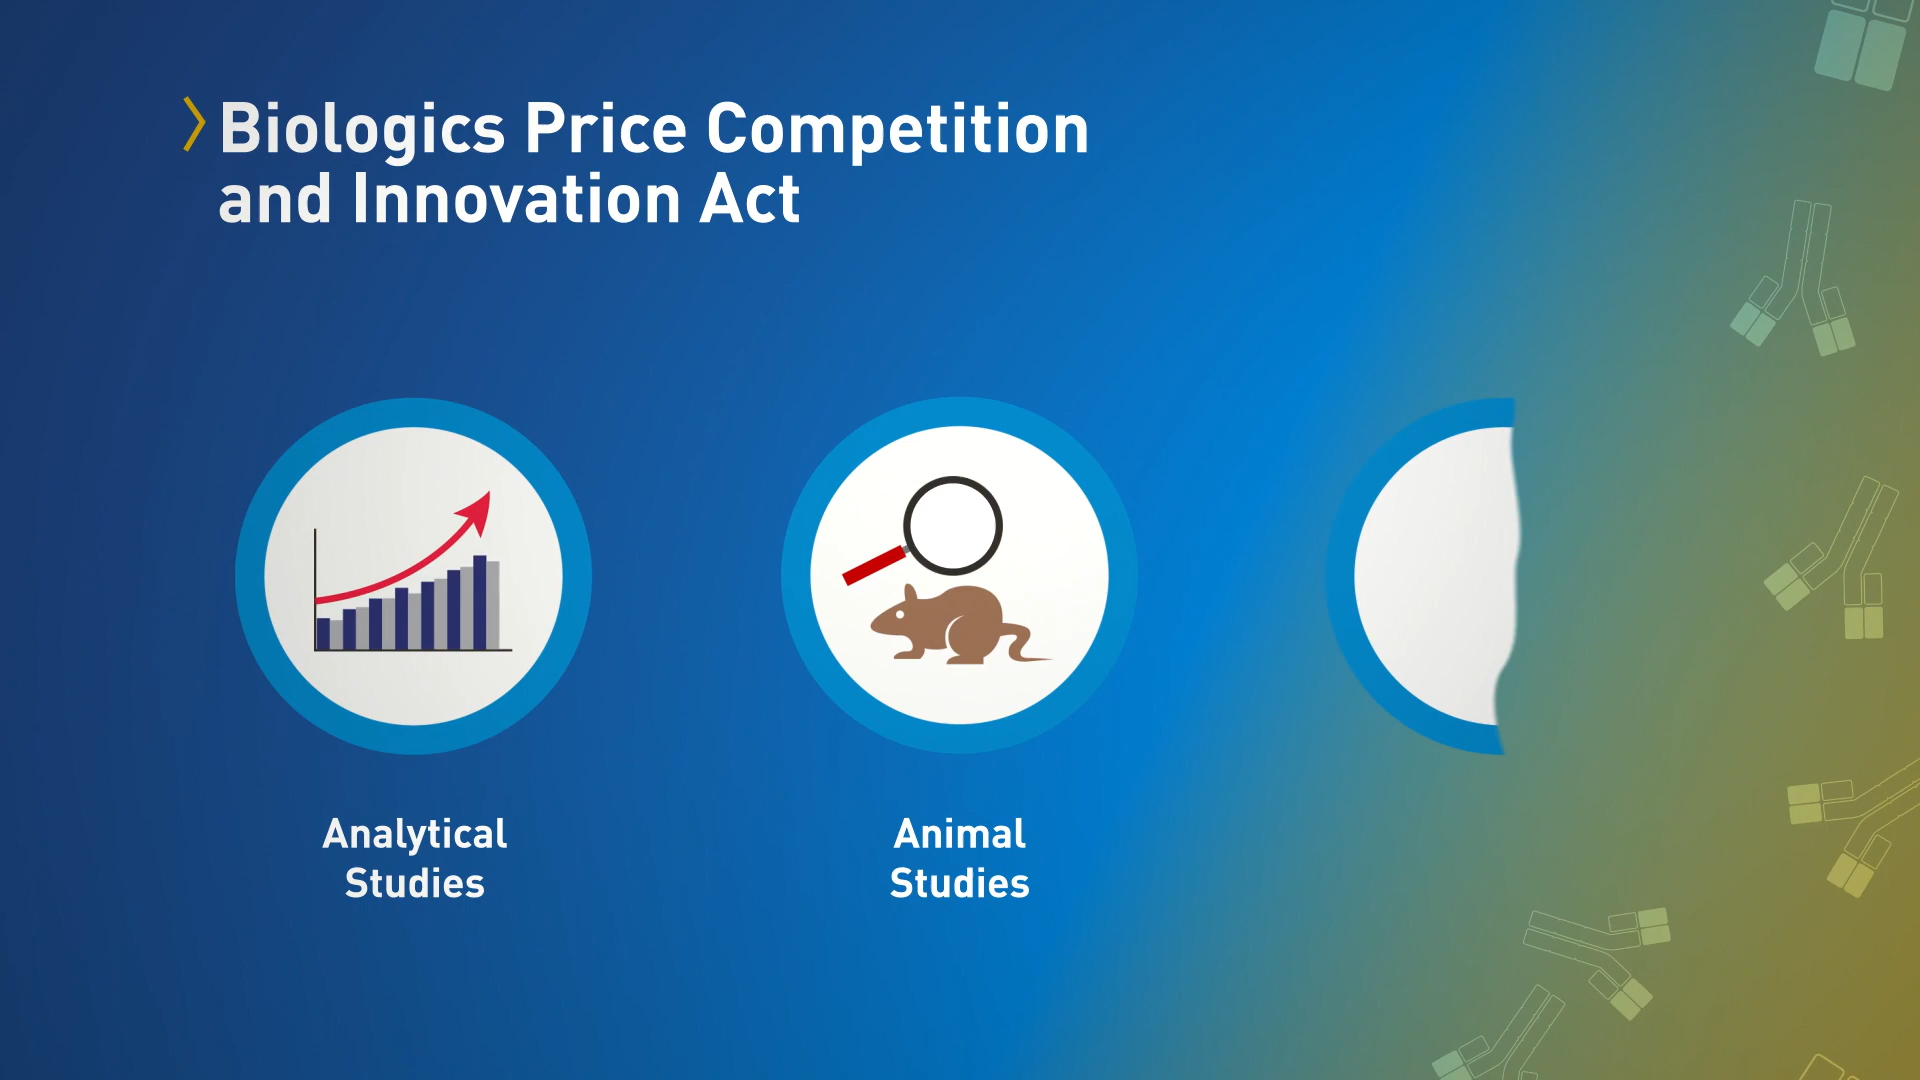 Biologics Price Competition
and Innovation Act
Analytical
Studies
Animal
Studies